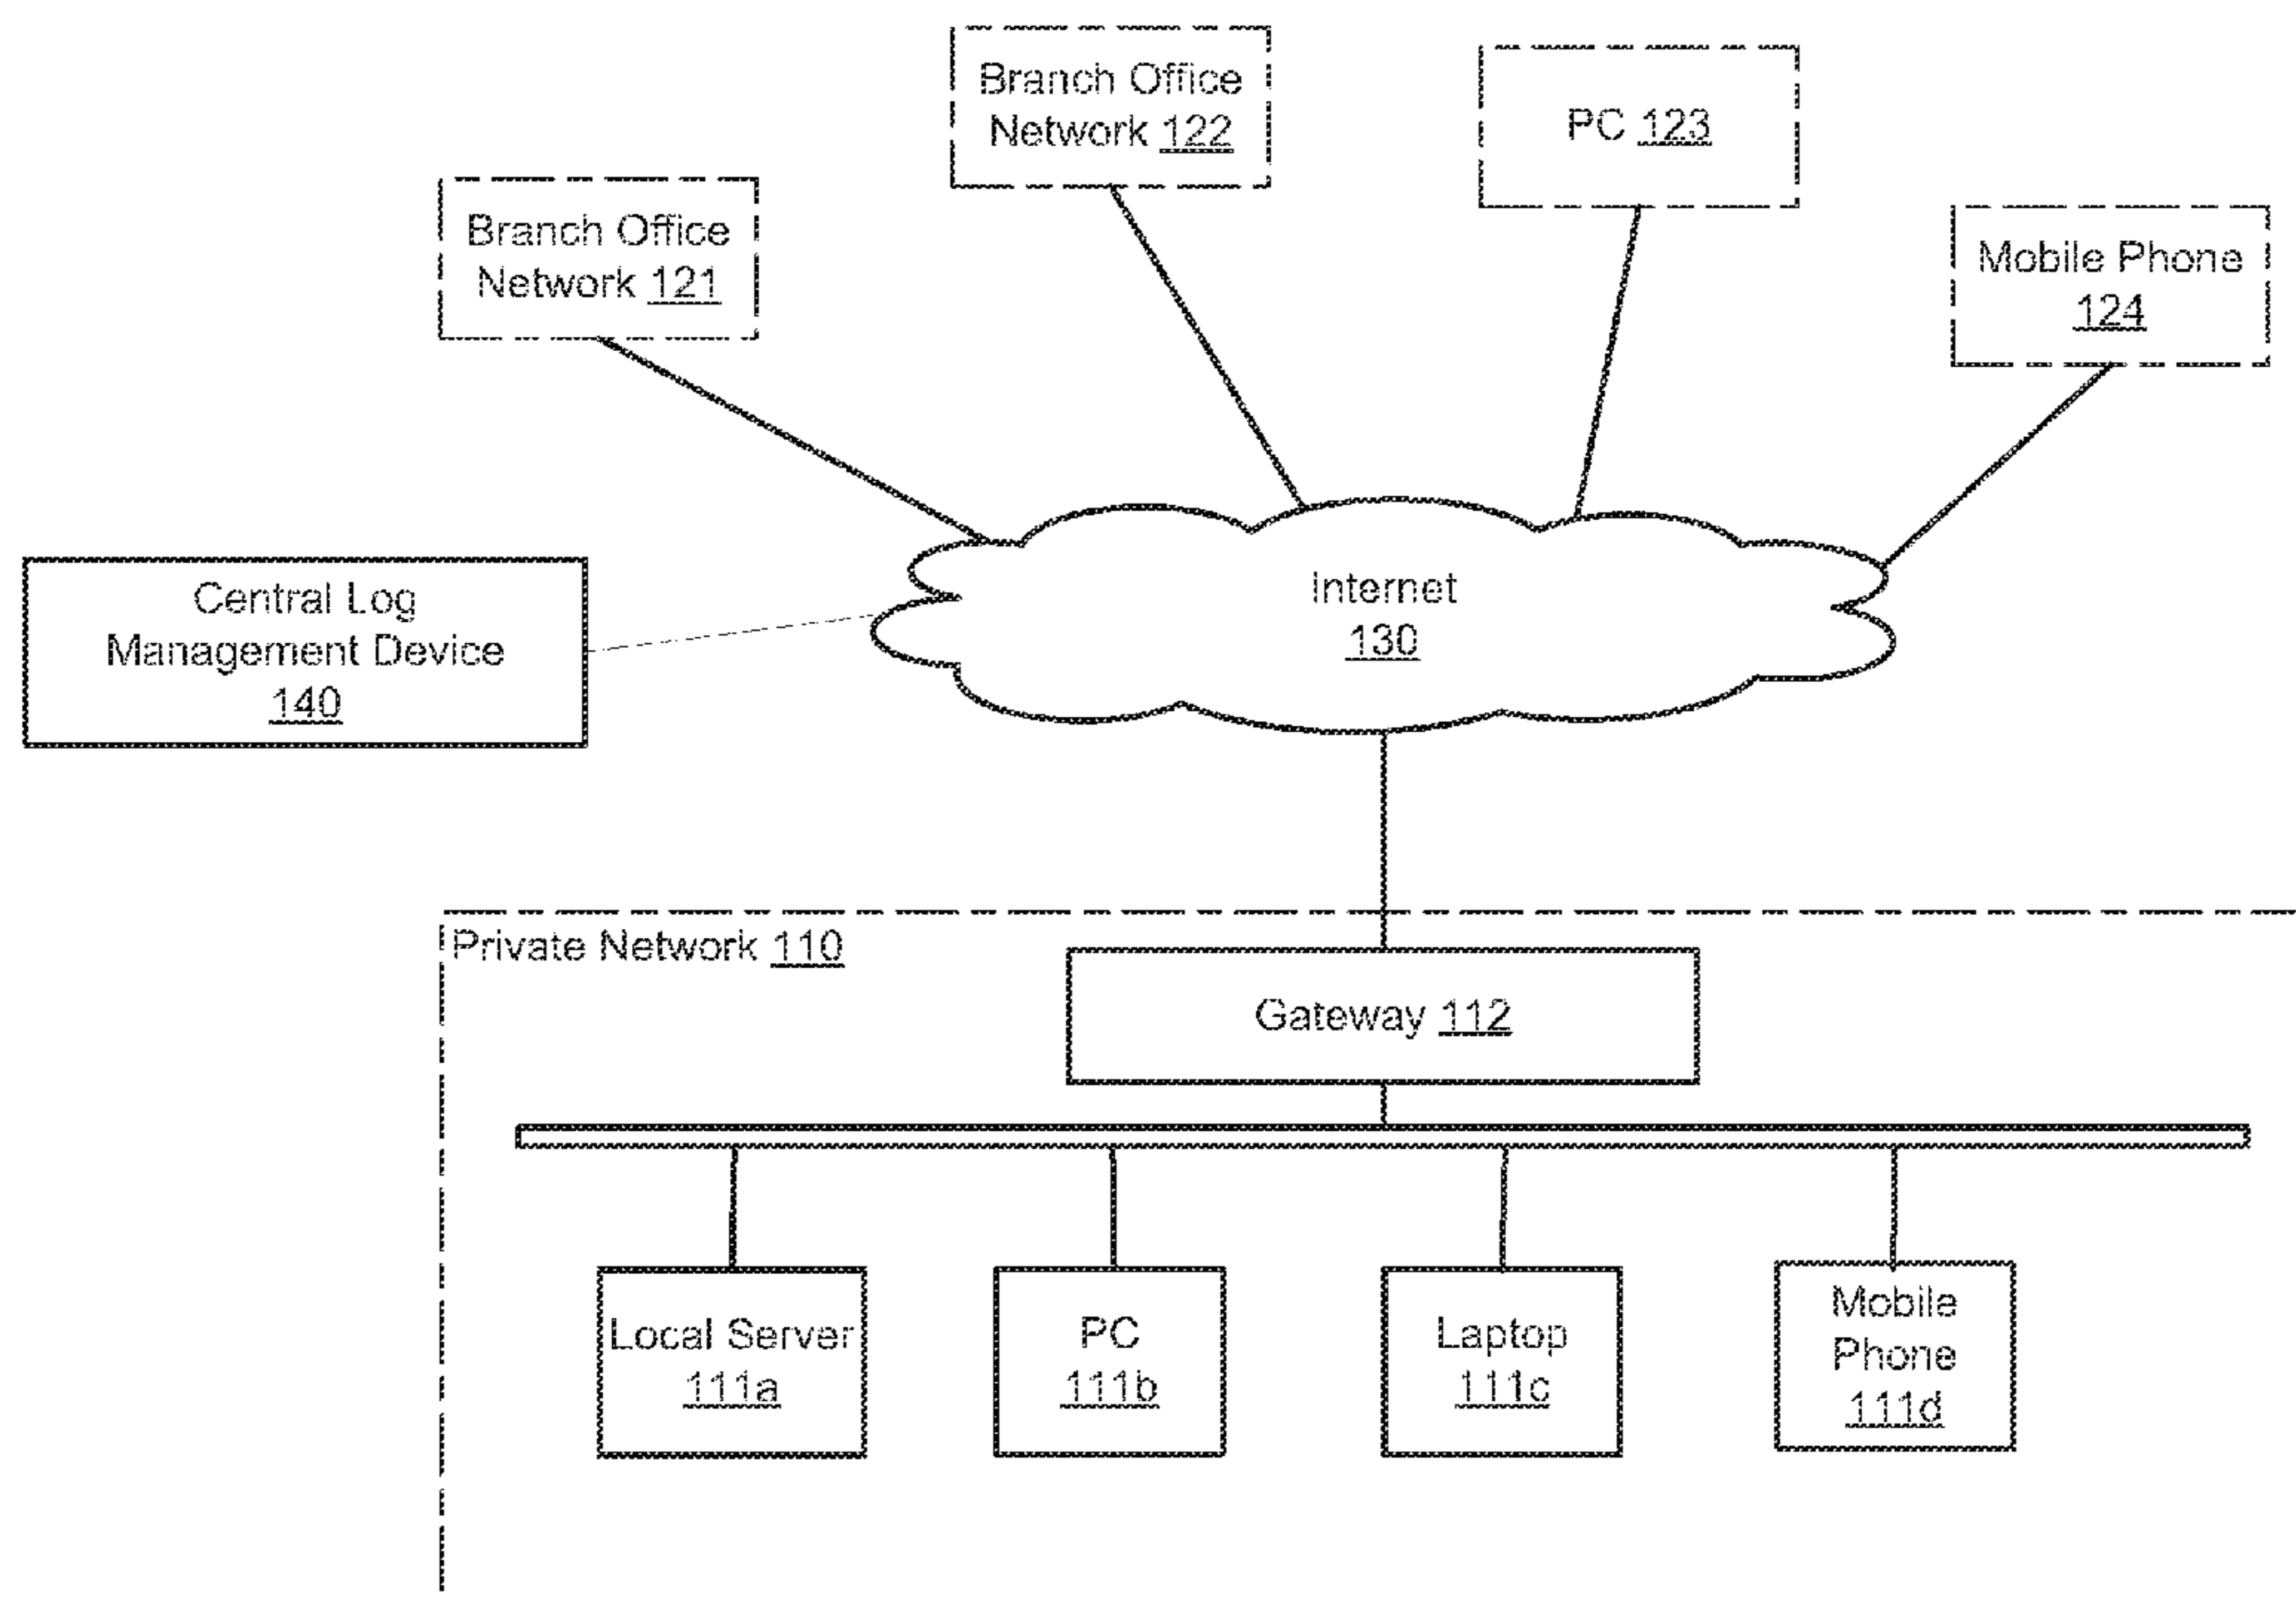 Branch Office
Network 122
PC 123
Branch Office
Network 121
Mobile Phone
124
Internet
130
Central Log
Management Device
140
Private Network 110
Gateway 112
Local Server
111a
PC
111b
Laptop
111c
Mobile
Phone
111d